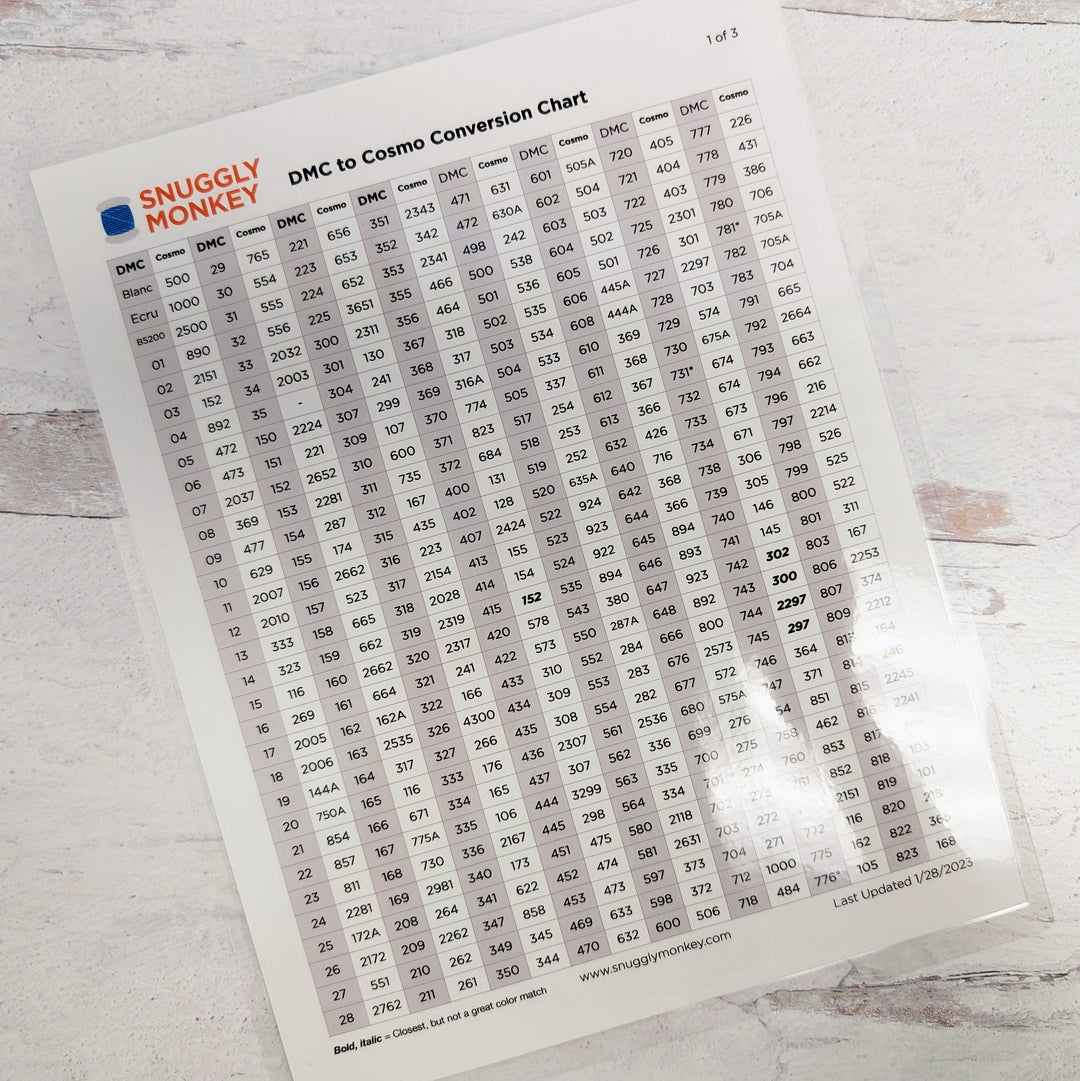 1 of 3
SNUGGLY
MONKEY
DMC to Cosmo Conversion Chart
DMC Cosmo DMC Cosmo DMC Cosmo DMC Cosmo DMC Cosmo DMC Cosmo DMC Cosmo DMC Cosmo
Blanc 500 29 765 221 656 351 2343 471 631 601 505A 720 405 777 226
Ecru 1000 30 554 223 653 352 342 472 630A 602 504 721 404 778 431
B5200 2500 31 555 224 652 353 2341 498 242 603 503 722 403 779 386
01 890 32 556 225 3651 355 466 500 538 604 502 725 2301 780 706
02 2151 33 2032 300 2311 356 464 501 536 605 501 726 301 781* 705A
03 152 34 2003 301 130 367 318 502 535 606 445A 727 2297 782 705A
04 892 35 - 304 241 368 317 503 534 608 444A 728 703 783 704
05 472 150 2224 307 299 369 316A 504 533 610 369 729 574 791 665
06 473 151 221 309 107 370 774 505 337 611 368 730 675A 792 2664
07 2037 152 2652 310 600 371 823 517 254 612 367 731* 674 793 663
08 369 153 2281 311 735 372 684 518 253 613 366 732 674 794 662
09 477 154 287 312 167 400 131 519 252 632 426 733 673 796 216
10 629 155 174 315 435 402 128 520 635A 640 716 734 671 797 2214
11 2007 156 2662 316 223 407 2424 522 924 642 368 738 306 798 526
12 2010 157 523 317 2154 413 155 523 923 644 366 739 305 799 525
13 333 158 665 318 2028 414 154 524 922 645 894 740 146 800 522
14 323 159 662 319 2319 415 152 535 894 646 893 741 145 801 311
15 116 160 2662 320 2317 420 578 543 380 647 923 742 302 803 167
16 269 161 664 321 241 422 573 550 287A 648 892 743 300 806 2253
17 2005 162 162A 322 166 433 310 552 284 666 800 744 2297 807 374
18 2006 163 2535 326 4300 434 309 553 283 676 2573 745 297 809 2212
19 144A 164 317 327 266 435 308 554 282 677 572 746 364 813 164
20 750A 165 116 333 176 436 2307 561 2536 680 575A 747 371 814 246
21 854 166 671 334 165 437 307 562 336 699 276 754 851 815 2245
22 857 167 775A 335 106 444 3299 563 335 700 275 758 462 816 2241
23 811 168 730 336 2167 445 298 564 334 701 274 760 853 817
24 2281 169 2981 340 173 451 475 580 2118 702 273 761 852 818 103
25 172A 208 264 341 622 452 474 581 2631 703 272 2151 819 101
26 2172 209 2262 347 858 453 473 597 373 704 271 772 116 820 218
27 551 210 262 349 345 469 633 598 372 712 1000 775 162 822 368
28 2762 211 261 350 344 470 632 600 506 718 484 776* 105 823 168
Bold, italic = Closest, but not a great color match
www.snugglymonkey.com
Last Updated 1/28/2023